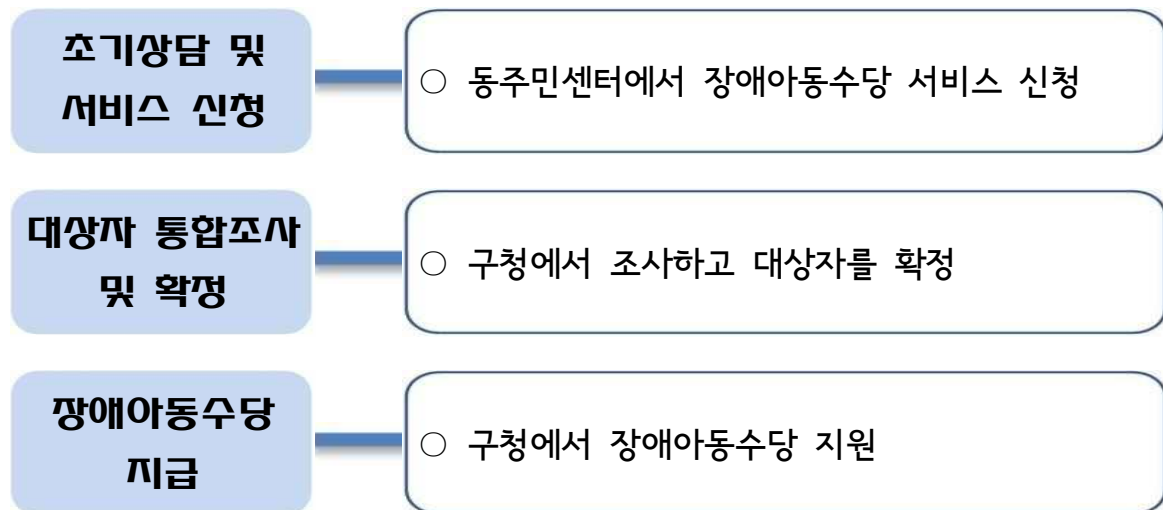 초기상담 및
서비스 신청
○ 동주민센터에서 장애아동수당 서비스 신청
대상자 통합조사
및 확정
○ 구청에서 조사하고 대상자를 확정
장애아동수당
지급
○ 구청에서 장애아동수당 지원